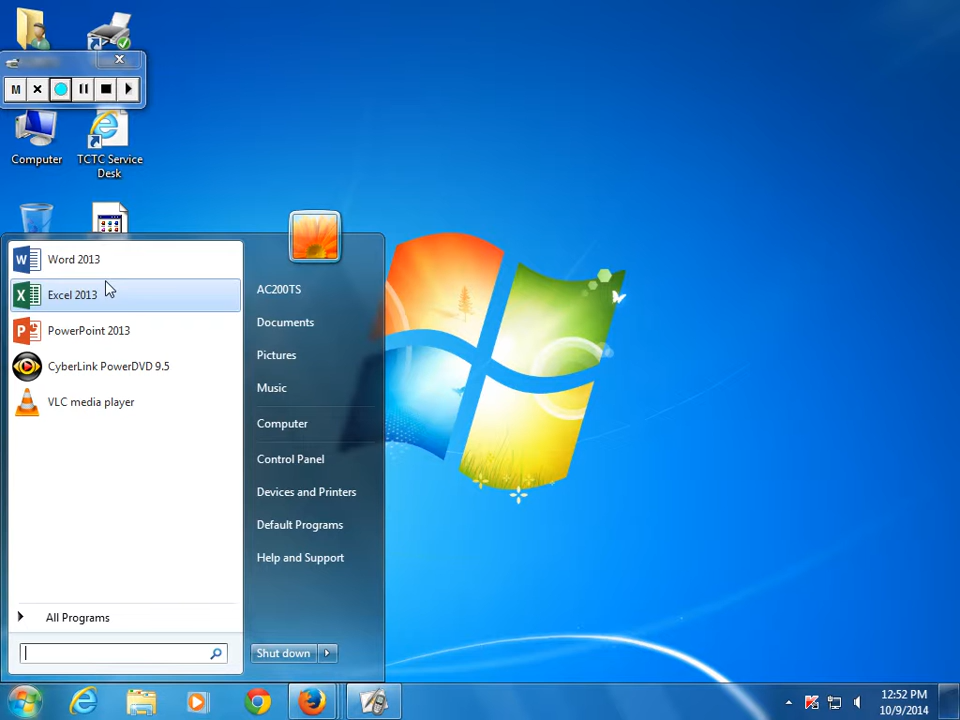 M
Computer
TCTC Service
Desk
Word 2013
Excel 2013
PowerPoint 2013
CyberLink PowerDVD 9.5
VLC media player
All Programs
AC200TS
Documents
Pictures
Music
Computer
Control Panel
Devices and Printers
Default Programs
Help and Support
Shut down
12:52 PM
10/9/2014